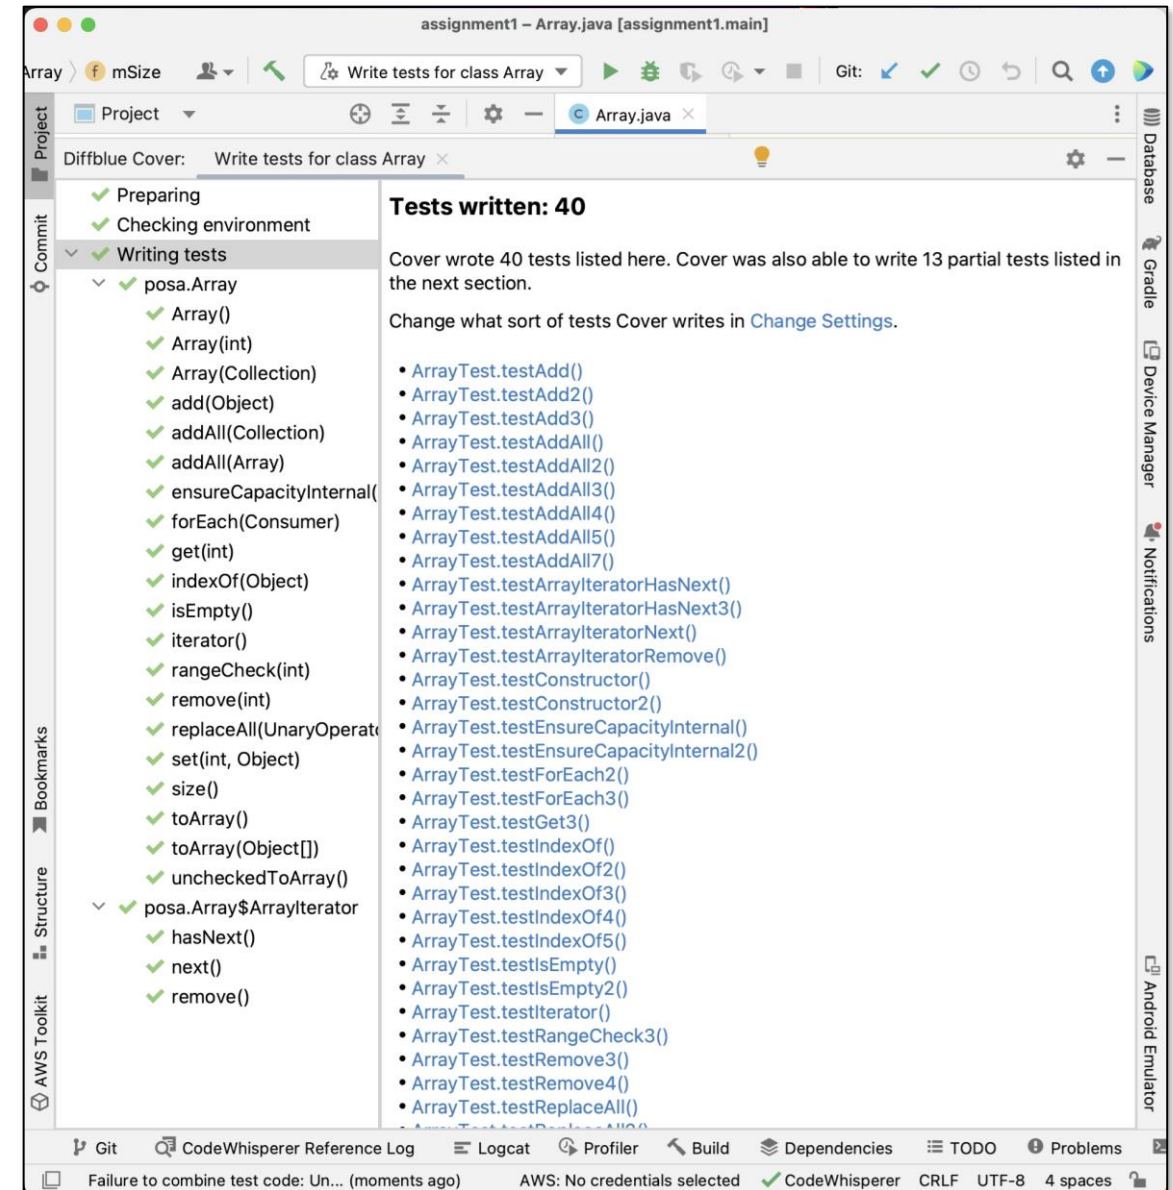 assignment1 – Array.java [assignment1.main]
Array 〉 f mSize Write tests for class Array Git:
Project
Array.java
Diffblue Cover: Write tests for class Array
Preparing
Checking environment
Writing tests
posa.Array
Array()
Array(int)
Array(Collection)
add(Object)
addAll(Collection)
addAll(Array)
ensureCapacityInternal(
forEach(Consumer)
get(int)
indexOf(Object)
isEmpty()
iterator()
rangeCheck(int)
remove(int)
replaceAll(UnaryOperato
set(int, Object)
size()
toArray()
toArray(Object[])
uncheckedToArray()
posa.Array$ArrayIterator
hasNext()
next()
remove()
Tests written: 40
Cover wrote 40 tests listed here. Cover was also able to write 13 partial tests listed in
the next section.
Change what sort of tests Cover writes in Change Settings.
• ArrayTest.testAdd()
• ArrayTest.testAdd2()
• ArrayTest.testAdd3()
• ArrayTest.testAddAll()
• ArrayTest.testAddAll2()
• ArrayTest.testAddAll3()
• ArrayTest.testAddAll4()
• ArrayTest.testAddAll5()
• ArrayTest.testAddAll7()
• ArrayTest.testArrayIteratorHasNext()
• ArrayTest.testArrayIteratorHasNext3()
• ArrayTest.testArrayIteratorNext()
• ArrayTest.testArrayIteratorRemove()
• ArrayTest.testConstructor()
• ArrayTest.testConstructor2()
• ArrayTest.testEnsureCapacityInternal()
• ArrayTest.testEnsureCapacityInternal2()
• ArrayTest.testForEach2()
• ArrayTest.testForEach3()
• ArrayTest.testGet3()
• ArrayTest.testIndexOf()
• ArrayTest.testIndexOf2()
• ArrayTest.testIndexOf3()
• ArrayTest.testIndexOf4()
• ArrayTest.testIndexOf5()
• ArrayTest.testIsEmpty()
• ArrayTest.testIsEmpty2()
• ArrayTest.testIterator()
• ArrayTest.testRangeCheck3()
• ArrayTest.testRemove3()
• ArrayTest.testRemove4()
• ArrayTest.testReplaceAll()
Project
Commit
Bookmarks
Structure
AWS Toolkit
Database
Gradle
Device Manager
Notifications
Android Emulator
Git CodeWhisperer Reference Log Logcat Profiler Build Dependencies TODO Problems
Failure to combine test code: Un... (moments ago) AWS: No credentials selected CodeWhisperer CRLF UTF-8 4 spaces